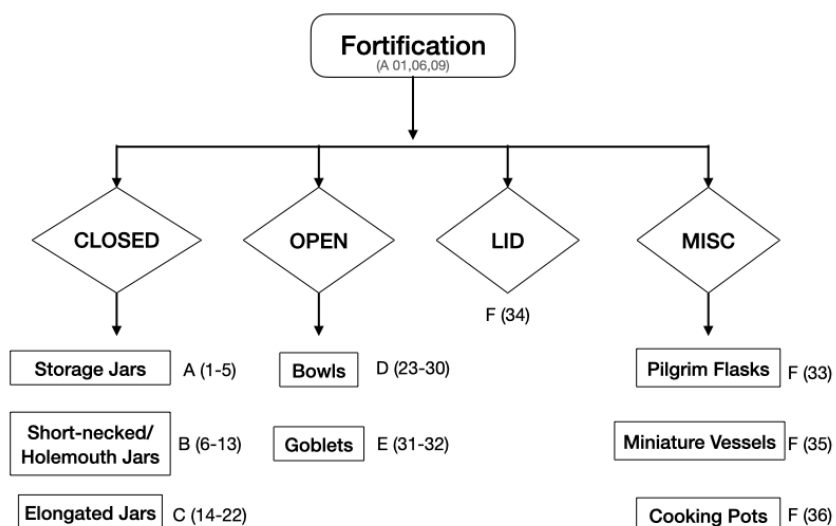 Fortification
(A 01,06,09)
CLOSED
OPEN
LID
MISC
F (34)
Storage Jars A (1-5)
Bowls D (23-30)
Pilgrim Flasks F (33)
Short-necked/
Holemouth Jars B (6-13)
Goblets E (31-32)
Miniature Vessels F (35)
Elongated Jars C (14-22)
Cooking Pots F (36)